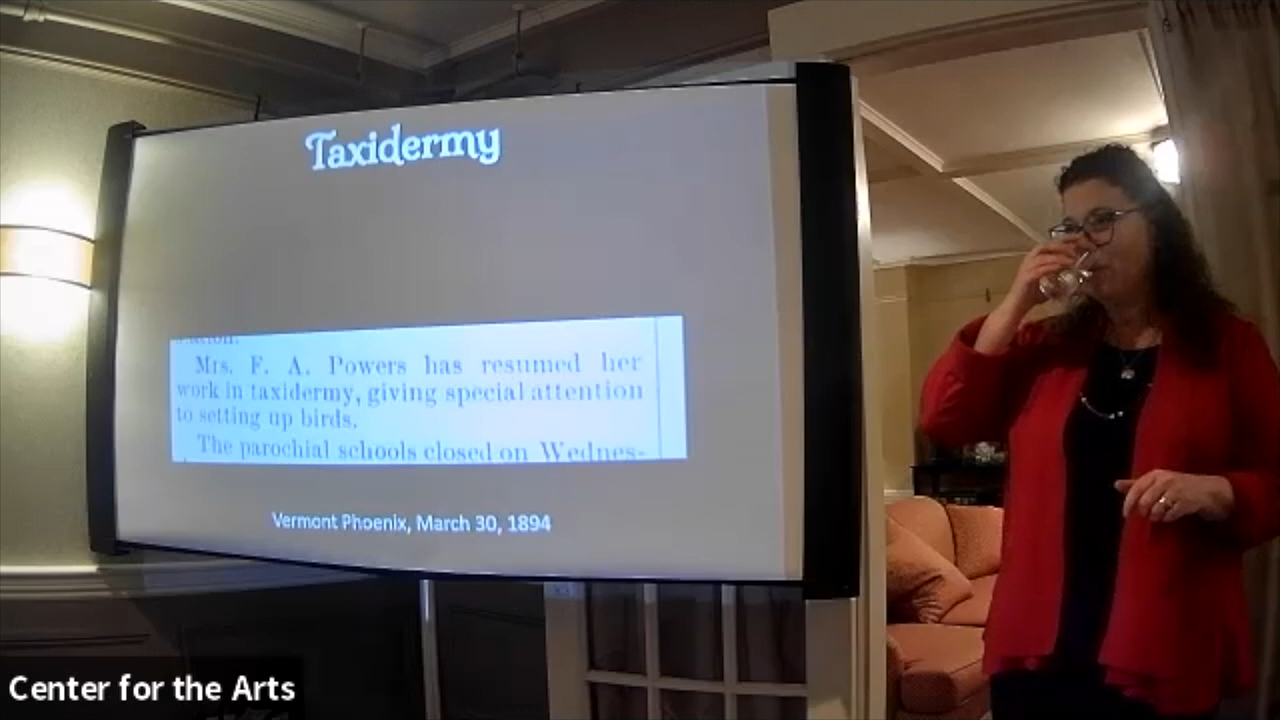 Taxidermy
Mrs. F. A. Powers has resumed her
work in taxidermy, giving special attention
to setting up birds.
The parochial schools closed on Wednes-
Vermont Phoenix, March 30, 1894
Center for the Arts